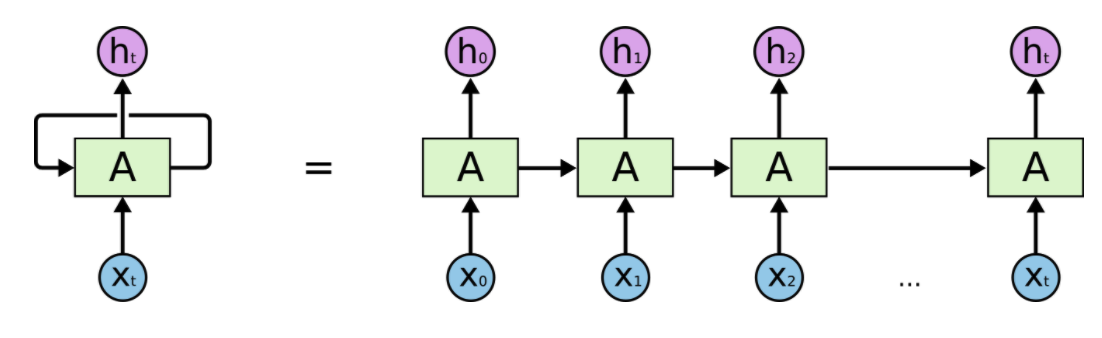 ht h0 h1 h2 ht
A = A A A A
xt x0 x1 x2 ... xt